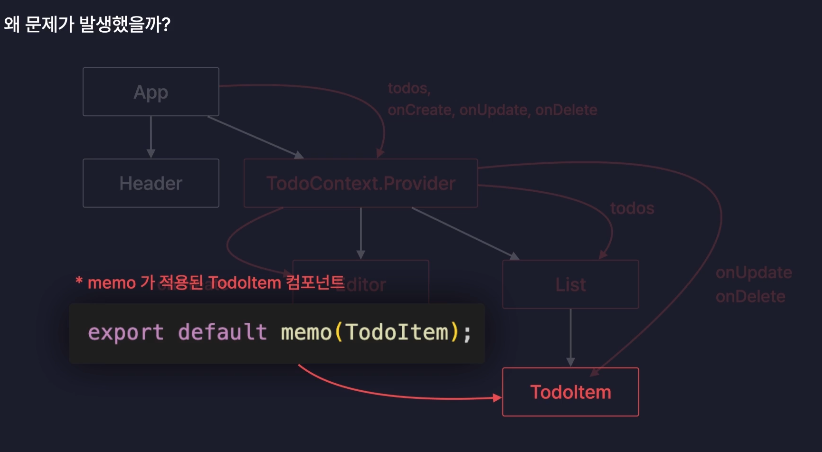 왜 문제가 발생했을까?
App
todos,
onCreate, onUpdate, onDelete
Header
TodoContext.Provider
todos
* memo 가 적용된 TodoItem 컴포넌트
Editor
List
onUpdate
onDelete
export default memo(TodoItem);
TodoItem